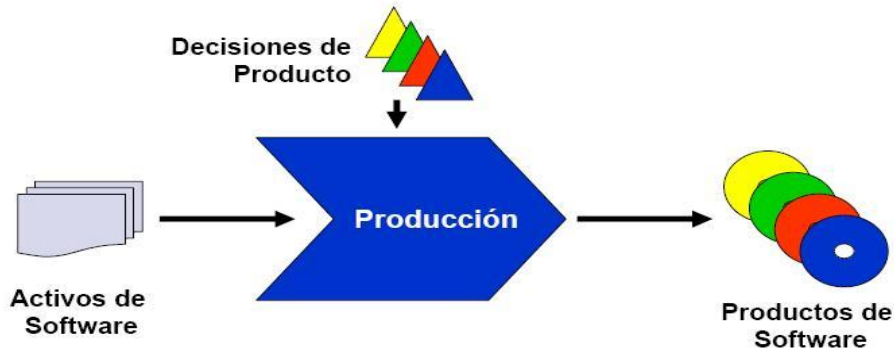 Decisiones de
Producto
Producción
Activos de
Software
Productos de
Software